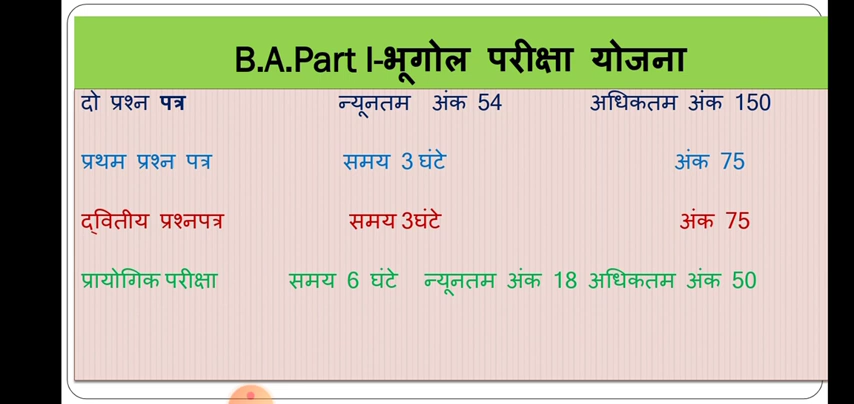 B.A.Part I-भूगोल परीक्षा योजना
दो प्रश्न पत्र न्यूनतम अंक 54 अधिकतम अंक 150
प्रथम प्रश्न पत्र समय 3 घंटे अंक 75
द्वितीय प्रश्नपत्र समय 3घंटे अंक 75
प्रायोगिक परीक्षा समय 6 घंटे न्यूनतम अंक 18 अधिकतम अंक 50